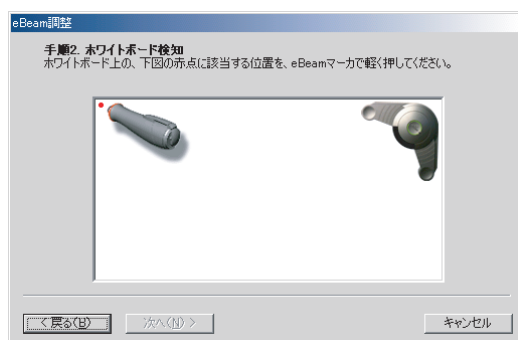 eBeam調整
手順2. ホワイトボード検知
ホワイトボード上の、下図の赤点に該当する位置を、eBeamマーカで軽く押してください。
< 戻る(B)
次へ(N) >
キャンセル